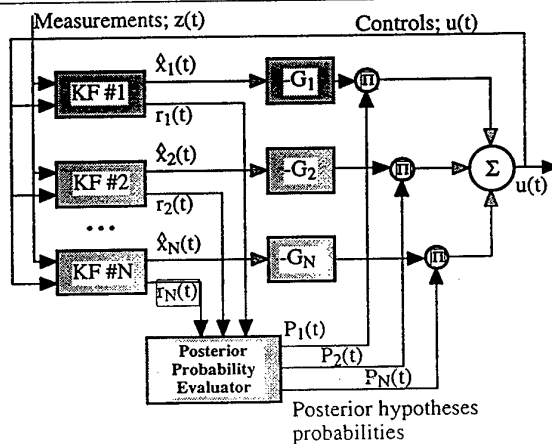 Measurements; z(t)
Controls; u(t)
x̂₁(t)
KF #1
-G₁
Π
r₁(t)
x̂₂(t)
KF #2
-G₂
Π
Σ
r₂(t)
u(t)
•••
x̂N(t)
KF #N
-GN
Π
rN(t)
P₁(t)
Posterior
Probability
Evaluator
P₂(t)
PN(t)
Posterior hypotheses
probabilities